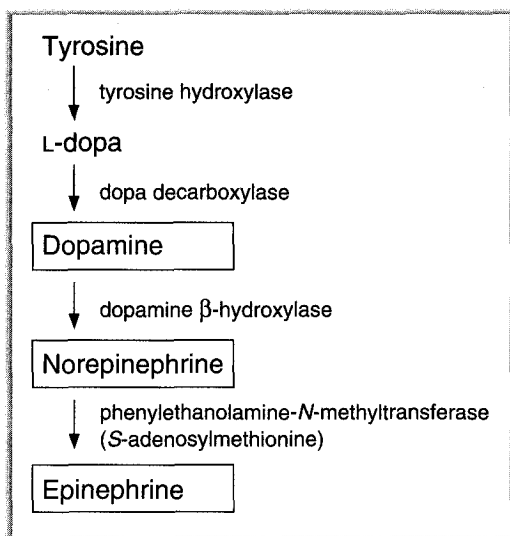 Tyrosine
tyrosine hydroxylase
L-dopa
dopa decarboxylase
Dopamine
dopamine β-hydroxylase
Norepinephrine
phenylethanolamine-N-methyltransferase
(S-adenosylmethionine)
Epinephrine